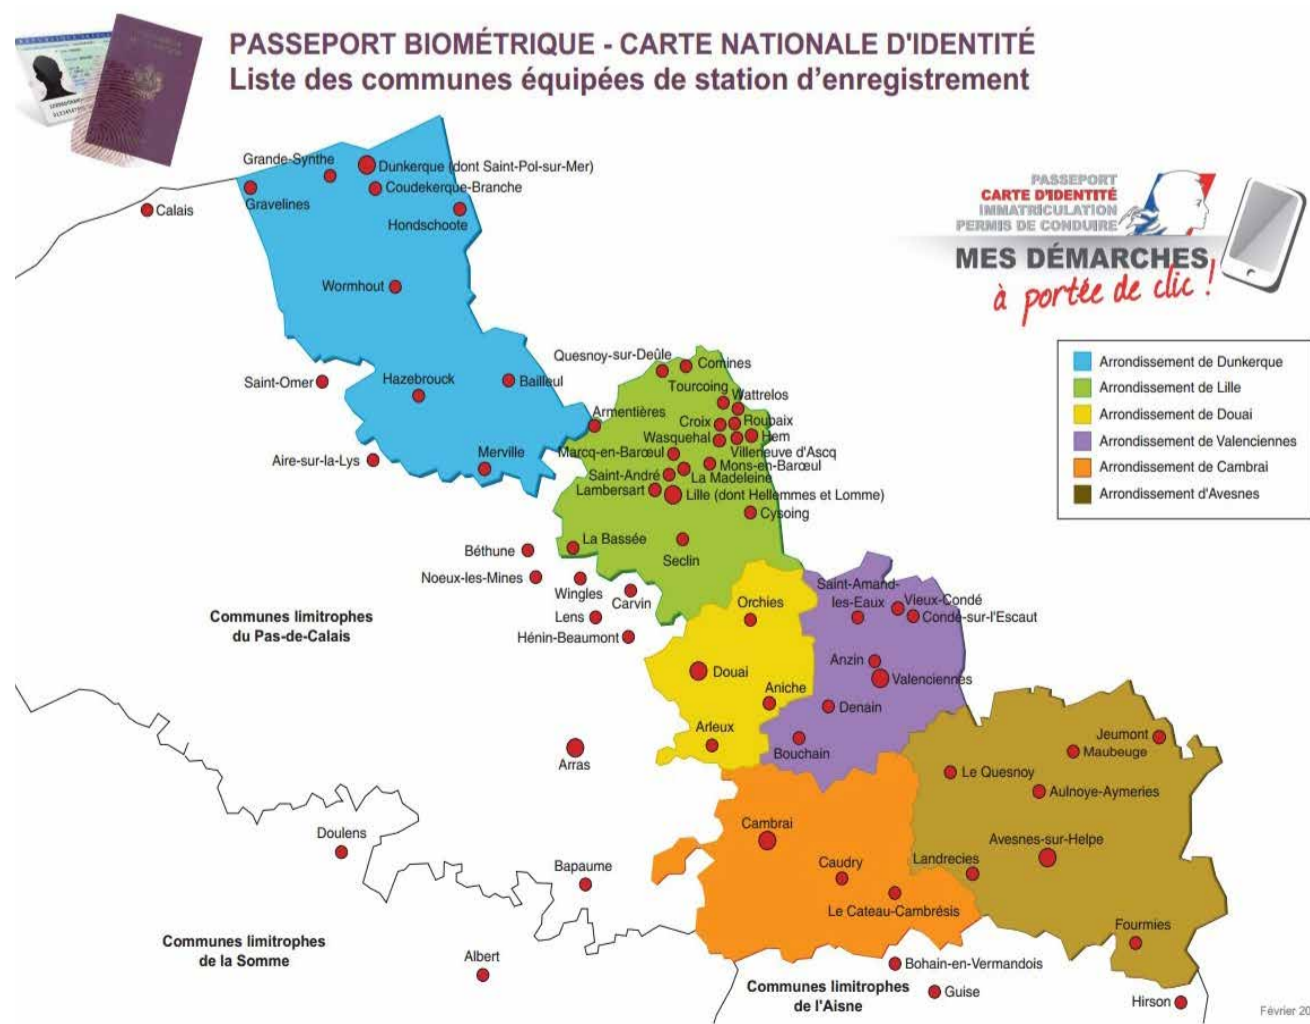 PASSEPORT BIOMÉTRIQUE - CARTE NATIONALE D'IDENTITÉ
Liste des communes équipées de station d'enregistrement
PASSEPORT
CARTE D'IDENTITÉ
IMMATRICULATION
PERMIS DE CONDUIRE
MES DÉMARCHES
à portée de clic !
Arrondissement de Dunkerque
Arrondissement de Lille
Arrondissement de Douai
Arrondissement de Valenciennes
Arrondissement de Cambrai
Arrondissement d'Avesnes
Grande-Synthe
Dunkerque (dont Saint-Pol-sur-Mer)
Coudekerque-Branche
Gravelines
Calais
Hondschoote
Wormhout
Saint-Omer
Hazebrouck
Bailleul
Aire-sur-la-Lys
Merville
Quesnoy-sur-Deûle
Comines
Tourcoing
Wattrelos
Armentières
Croix
Roubaix
Wasquehal
Hem
Villeneuve d'Ascq
Marcq-en-Barœul
Mons-en-Barœul
Saint-André
La Madeleine
Lambersart
Lille (dont Hellemmes et Lomme)
Cysoing
La Bassée
Seclin
Béthune
Noeux-les-Mines
Wingles
Carvin
Lens
Hénin-Beaumont
Communes limitrophes
du Pas-de-Calais
Orchies
Douai
Aniche
Arleux
Saint-Amand-
les-Eaux
Vieux-Condé
Condé-sur-l'Escaut
Anzin
Valenciennes
Denain
Bouchain
Arras
Jeumont
Maubeuge
Le Quesnoy
Aulnoye-Aymeries
Avesnes-sur-Helpe
Landrecies
Fourmies
Cambrai
Caudry
Le Cateau-Cambrésis
Doulens
Bapaume
Albert
Communes limitrophes
de la Somme
Bohain-en-Vermandois
Guise
Hirson
Communes limitrophes
de l'Aisne
Février 20